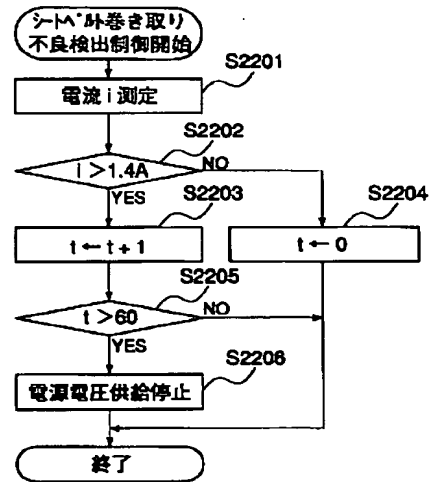 シートベルト巻き取り
不良検出制御開始
S2201
電流 i 測定
S2202
i >1.4A
NO
YES
S2203
S2204
t ← t + 1
t ← 0
S2205
t >60
NO
YES
S2206
電源電圧供給停止
終了